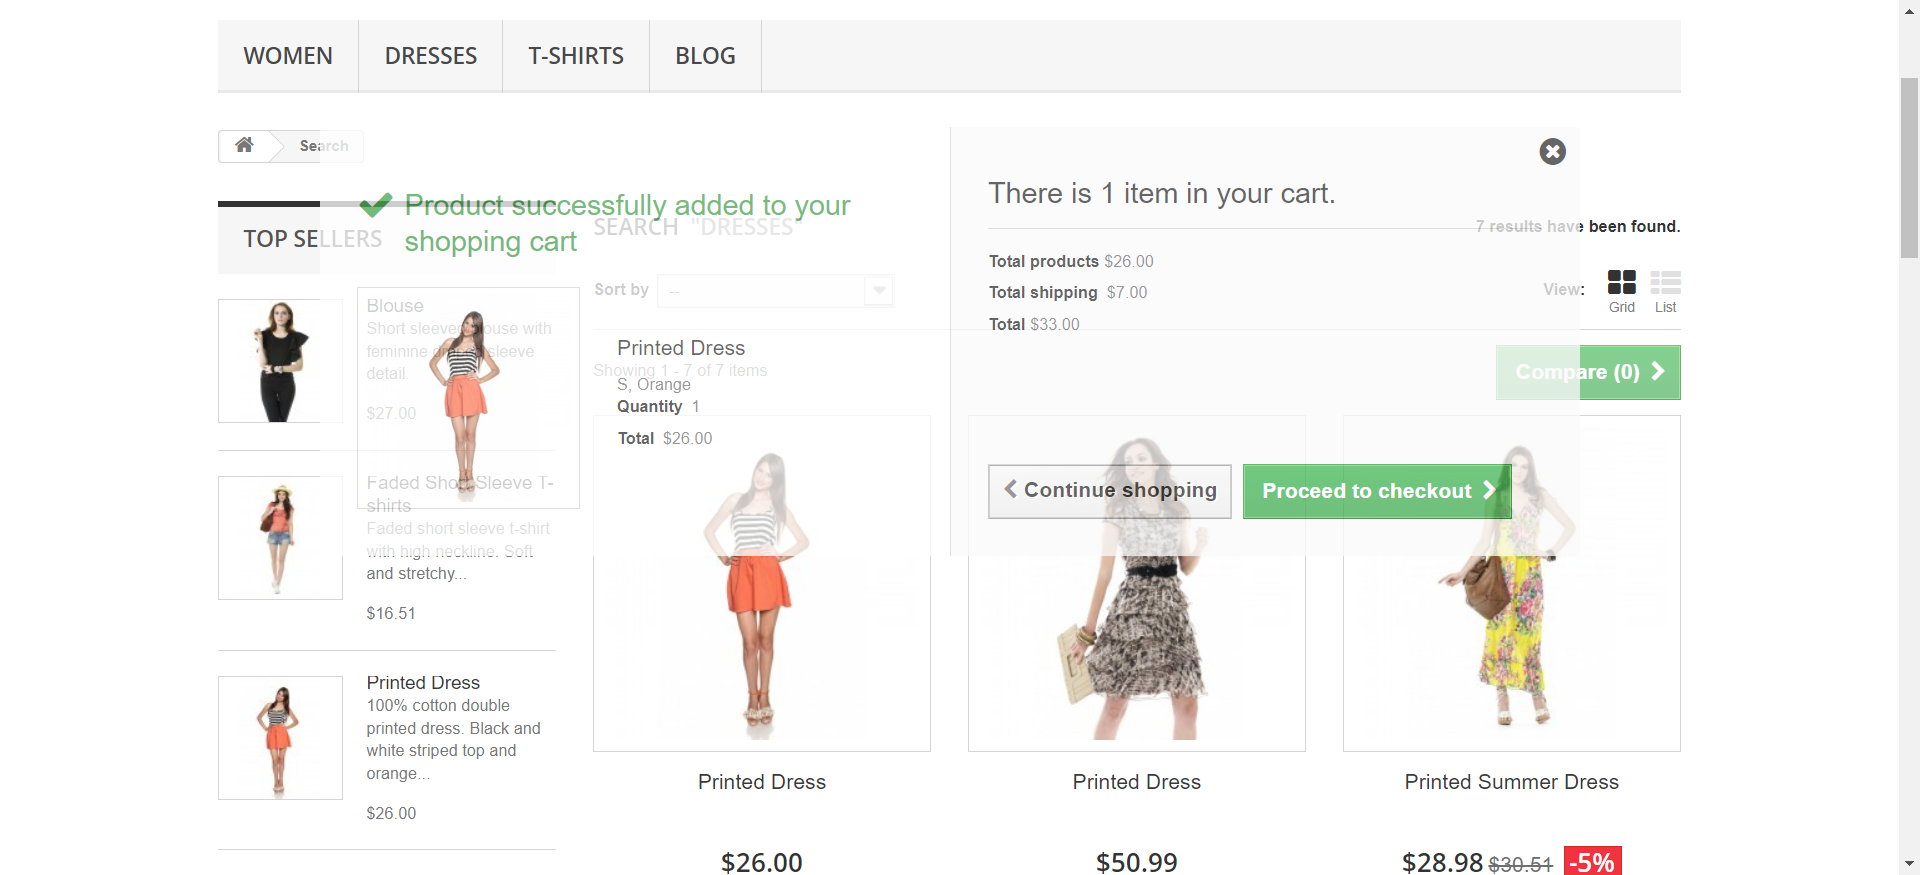 WOMEN DRESSES T-SHIRTS BLOG
Search
Product successfully added to your
shopping cart
There is 1 item in your cart.
TOP SELLERS
SEARCH "DRESSES"
7 results have been found.
Total products $26.00
Total shipping $7.00
Total $33.00
Sort by --
View: Grid List
Blouse
Short sleeved blouse with
feminine draped sleeve
detail.
$27.00
Printed Dress
Showing 1 - 7 of 7 items
S, Orange
Quantity 1
Total $26.00
Compare (0)
Continue shopping
Proceed to checkout
Faded Short Sleeve T-
shirts
Faded short sleeve t-shirt
with high neckline. Soft
and stretchy...
$16.51
Printed Dress
100% cotton double
printed dress. Black and
white striped top and
orange...
$26.00
Printed Dress
$26.00
Printed Dress
$50.99
Printed Summer Dress
$28.98 $30.51 -5%